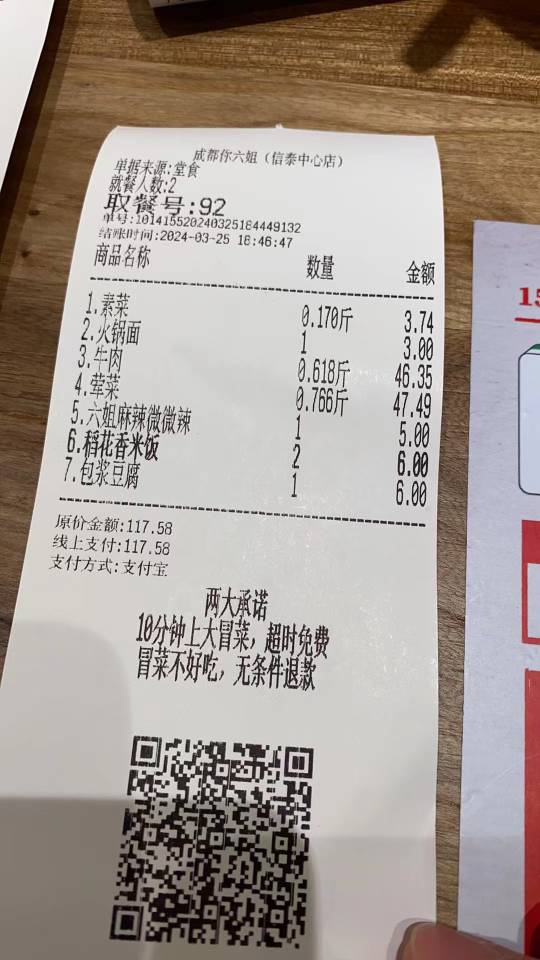 成都你六姐（信泰中心店）
单据来源:堂食
就餐人数:2
取餐号:92
单号:101415520240325184449132
结账时间:2024-03-25 18:46:47
商品名称 数量 金额
1.素菜 0.170斤 3.74
2.火锅面 1 3.00
3.牛肉 0.618斤 46.35
4.荤菜 0.766斤 47.49
5.六姐麻辣微微辣 1 5.00
6.稻花香米饭 2 6.00
7.包浆豆腐 1 6.00
原价金额:117.58
线上支付:117.58
支付方式:支付宝
两大承诺
10分钟上大冒菜，超时免费
冒菜不好吃，无条件退款
15